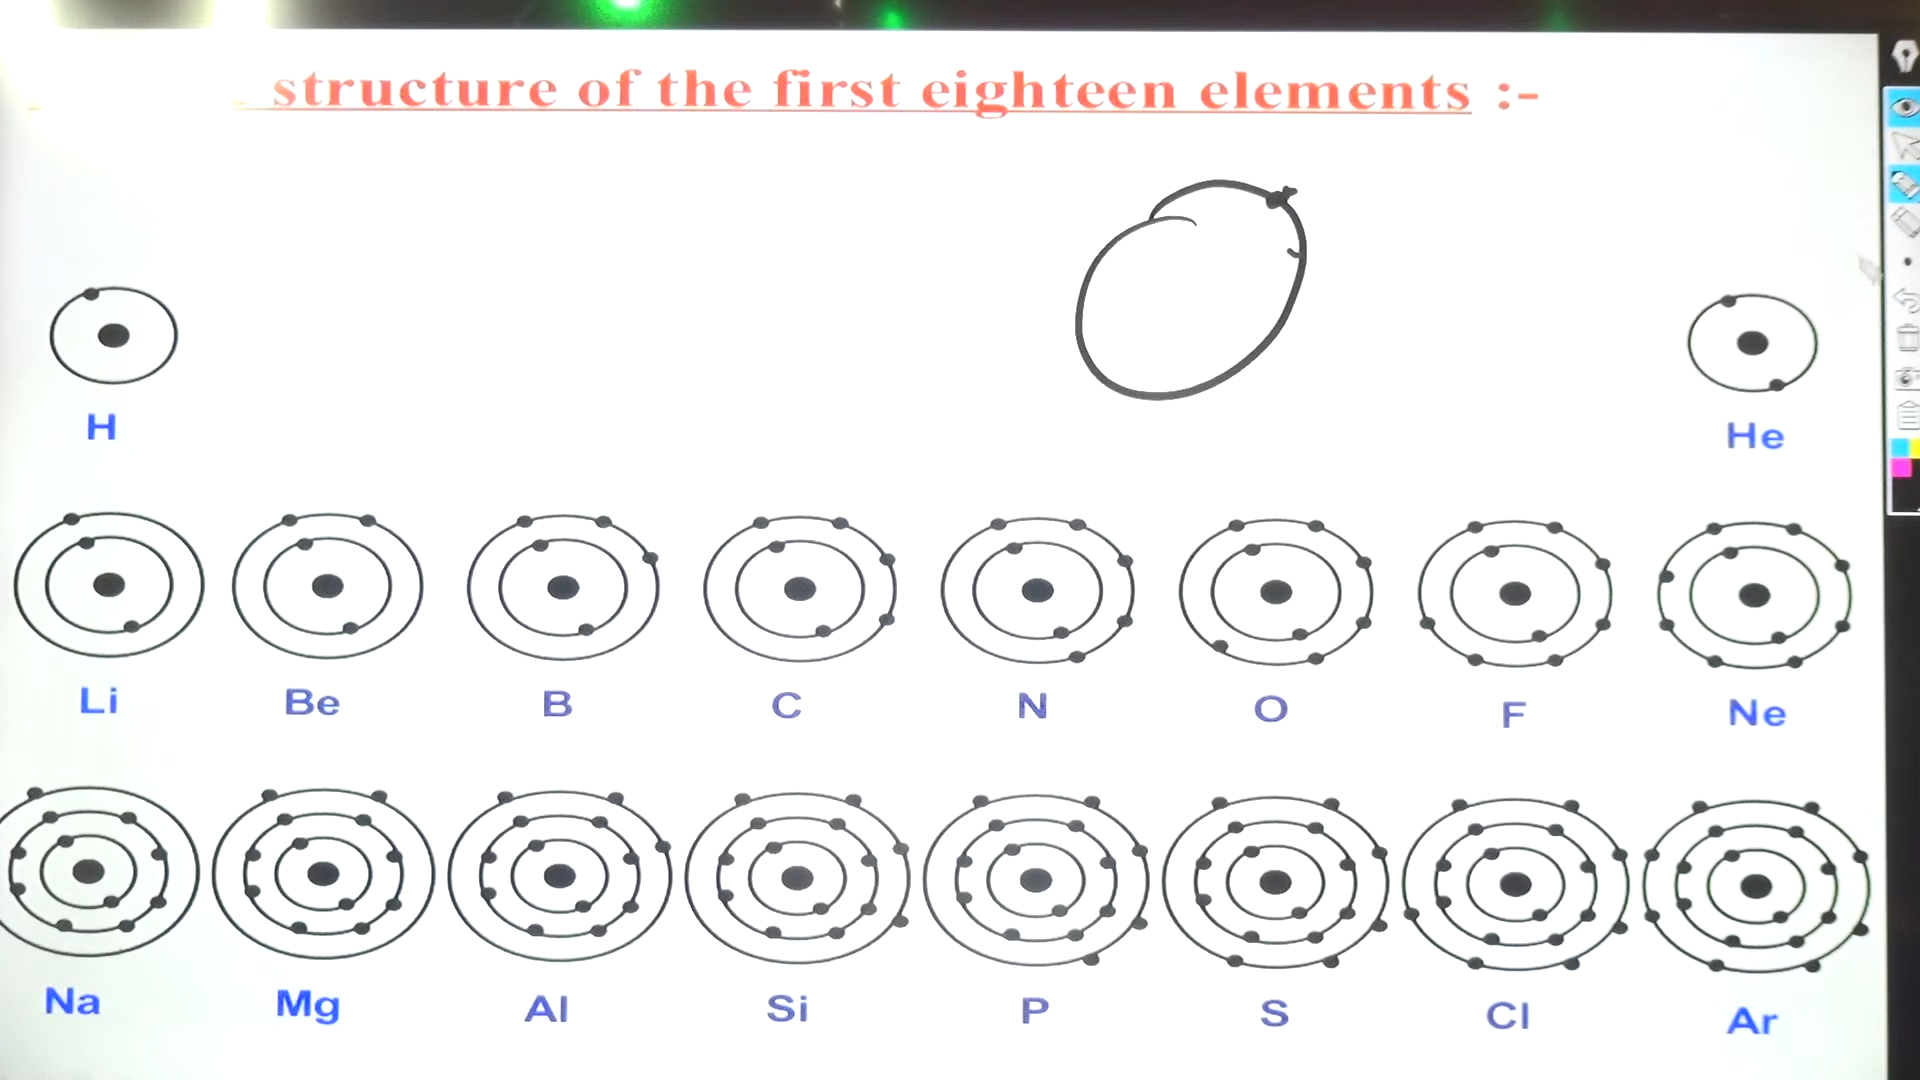 structure of the first eighteen elements :-
H He
Li Be B C N O F Ne
Na Mg Al Si P S Cl Ar